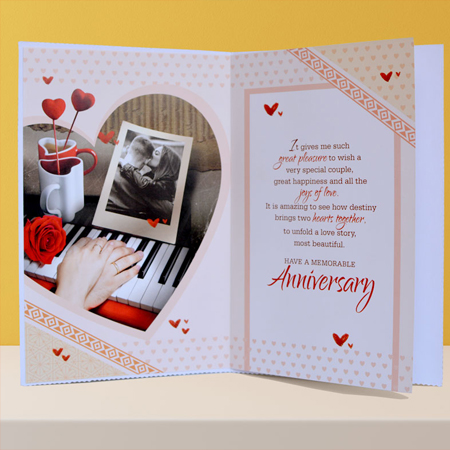 It gives me such
great pleasure to wish a
very special couple,
great happiness and all the
joys of love.
It is amazing to see how destiny
brings two hearts together,
to unfold a love story,
most beautiful.
HAVE A MEMORABLE
Anniversary